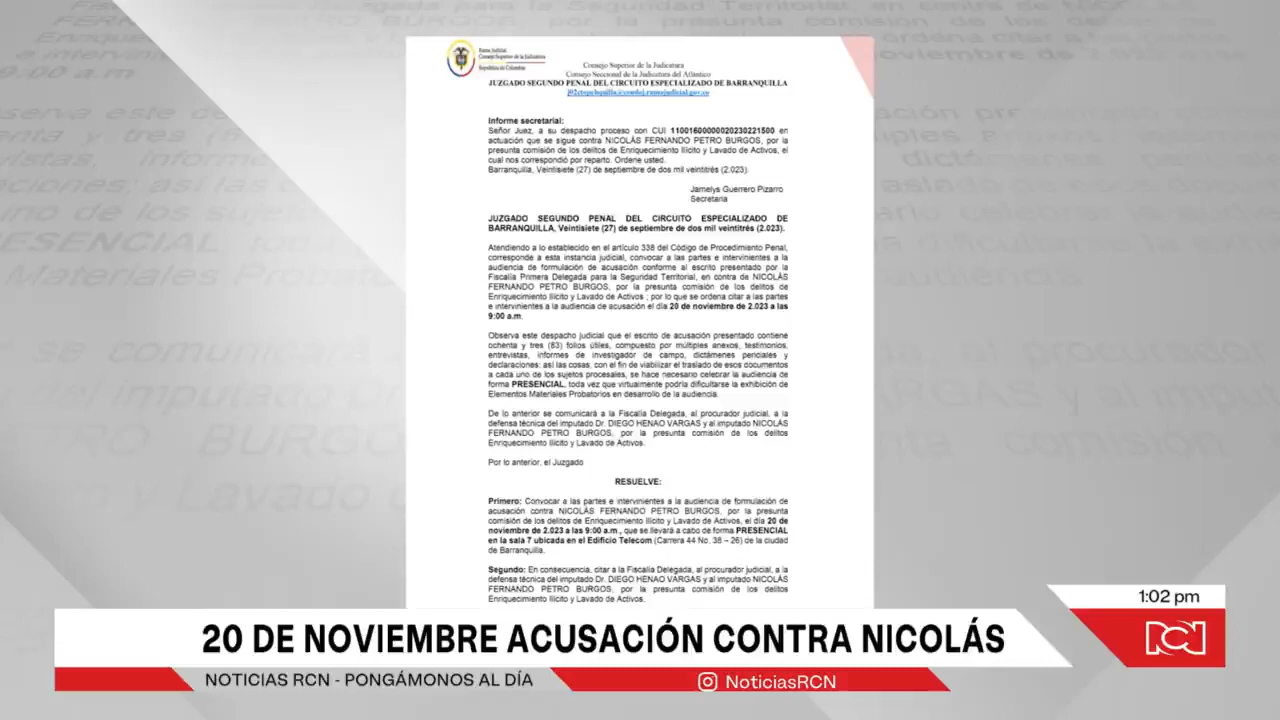 Rama Judicial
Consejo Superior de la Judicatura
República de Colombia
Consejo Superior de la Judicatura
Consejo Seccional de la Judicatura del Atlántico
JUZGADO SEGUNDO PENAL DEL CIRCUITO ESPECIALIZADO DE BARRANQUILLA
Informe secretarial:
Señor Juez, a su despacho proceso con CUI 1100160000020230221500 en
actuación que se sigue contra NICOLÁS FERNANDO PETRO BURGOS, por la
presunta comisión de los delitos de Enriquecimiento Ilícito y Lavado de Activos, el
cual nos correspondió por reparto. Ordene usted.
Barranquilla, Veintisiete (27) de septiembre de dos mil veintitrés (2.023).
Jamelys Guerrero Pizarro
Secretaria
JUZGADO SEGUNDO PENAL DEL CIRCUITO ESPECIALIZADO DE
BARRANQUILLA, Veintisiete (27) de septiembre de dos mil veintitrés (2.023).
Atendiendo a lo establecido en el artículo 338 del Código de Procedimiento Penal,
corresponde a esta instancia judicial, convocar a las partes e intervinientes a la
audiencia de formulación de acusación conforme al escrito presentado por la
Fiscalía Primera Delegada para la Seguridad Territorial, en contra de NICOLÁS
FERNANDO PETRO BURGOS, por la presunta comisión de los delitos de
Enriquecimiento Ilícito y Lavado de Activos ; por lo que se ordena citar a las partes
e intervinientes a la audiencia de acusación el día 20 de noviembre de 2.023 a las
9:00 a.m.
Observa este despacho judicial que el escrito de acusación presentado contiene
ochenta y tres (83) folios útiles, compuesto por múltiples anexos, testimonios,
entrevistas, informes de investigador de campo, dictámenes periciales y
declaraciones; así las cosas, con el fin de viabilizar el traslado de esos documentos
a cada uno de los sujetos procesales, se hace necesario celebrar la audiencia de
forma PRESENCIAL, toda vez que virtualmente podría dificultarse la exhibición de
Elementos Materiales Probatorios en desarrollo de la audiencia.
De lo anterior se comunicará a la Fiscalía Delegada, al procurador judicial, a la
defensa técnica del imputado Dr. DIEGO HENAO VARGAS y al imputado NICOLÁS
FERNANDO PETRO BURGOS, por la presunta comisión de los delitos
Enriquecimiento Ilícito y Lavado de Activos.
Por lo anterior, el Juzgado
RESUELVE:
Primero: Convocar a las partes e intervinientes a la audiencia de formulación de
acusación contra NICOLÁS FERNANDO PETRO BURGOS, por la presunta
comisión de los delitos de Enriquecimiento Ilícito y Lavado de Activos, el día 20 de
noviembre de 2.023 a las 9:00 a.m., que se llevará a cabo de forma PRESENCIAL
en la sala 7 ubicada en el Edificio Telecom (Carrera 44 No. 38 – 26) de la ciudad
de Barranquilla.
Segundo: En consecuencia, citar a la Fiscalía Delegada, al procurador judicial, a la
defensa técnica del imputado Dr. DIEGO HENAO VARGAS y al imputado NICOLÁS
FERNANDO PETRO BURGOS, por la presunta comisión de los delitos
Enriquecimiento Ilícito y Lavado de Activos.
1:02 pm
20 DE NOVIEMBRE ACUSACIÓN CONTRA NICOLÁS
RCN
NOTICIAS RCN - PONGÁMONOS AL DÍA
NoticiasRCN